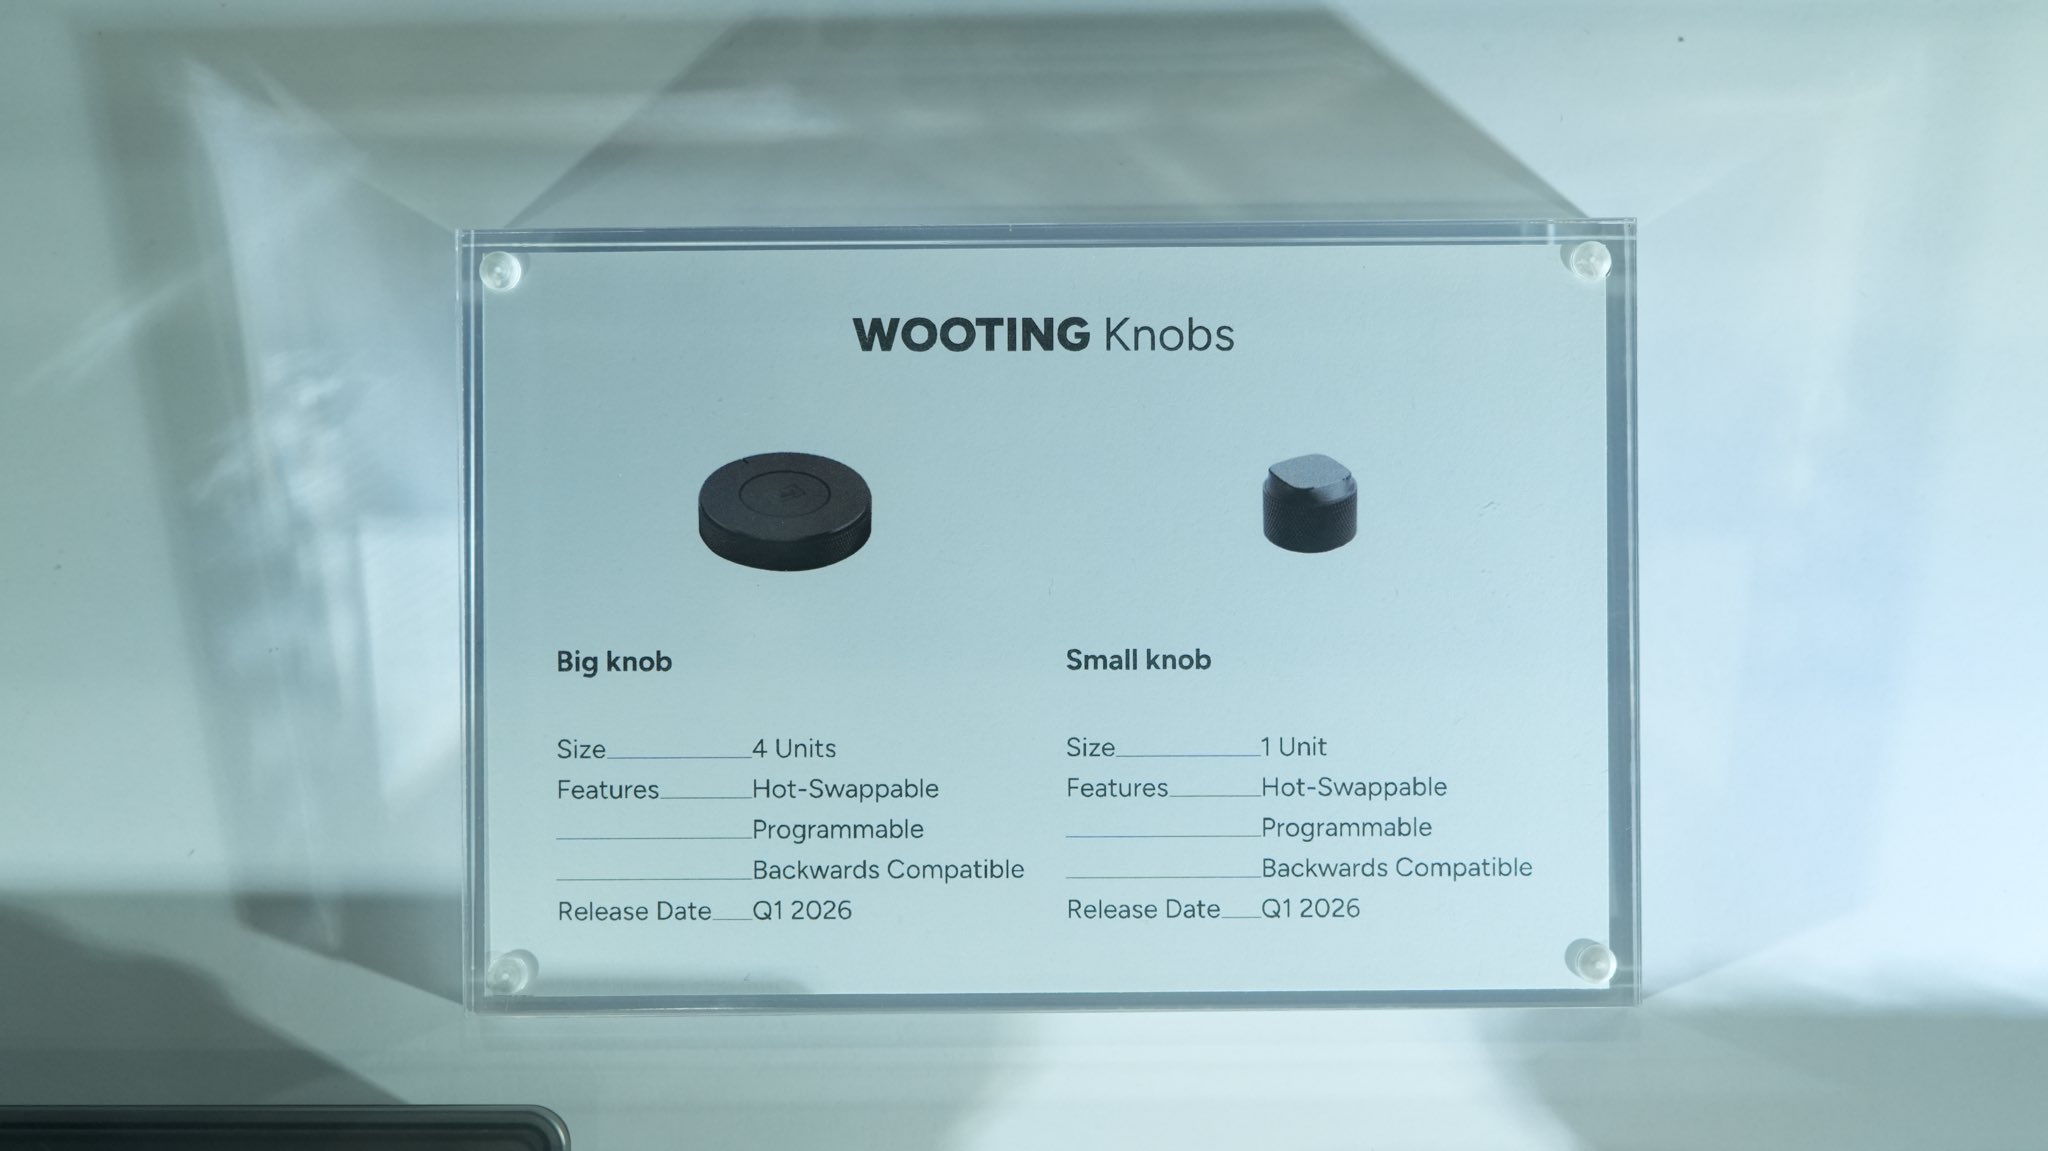 WOOTING Knobs
Big knob
Size 4 Units
Features Hot-Swappable
Programmable
Backwards Compatible
Release Date Q1 2026
Small knob
Size 1 Unit
Features Hot-Swappable
Programmable
Backwards Compatible
Release Date Q1 2026